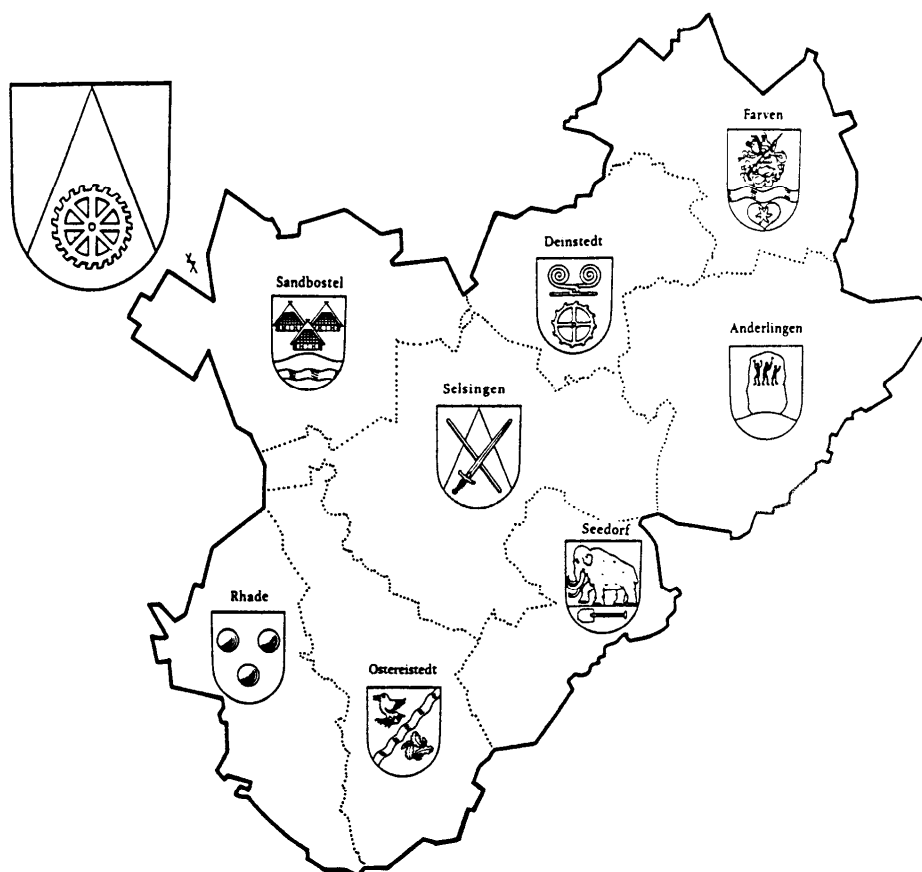 Farven
Deinstedt
Sandbostel
Anderlingen
Selsingen
Seedorf
Rhade
Ostereistedt